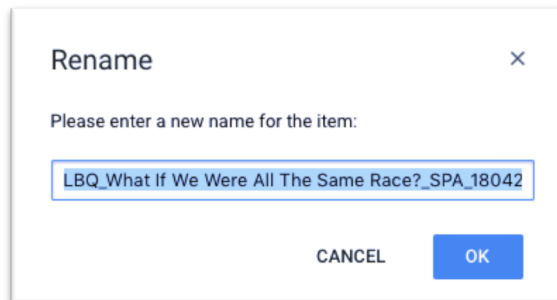 Rename
Please enter a new name for the item:
LBQ_What If We Were All The Same Race?_SPA_18042
CANCEL OK